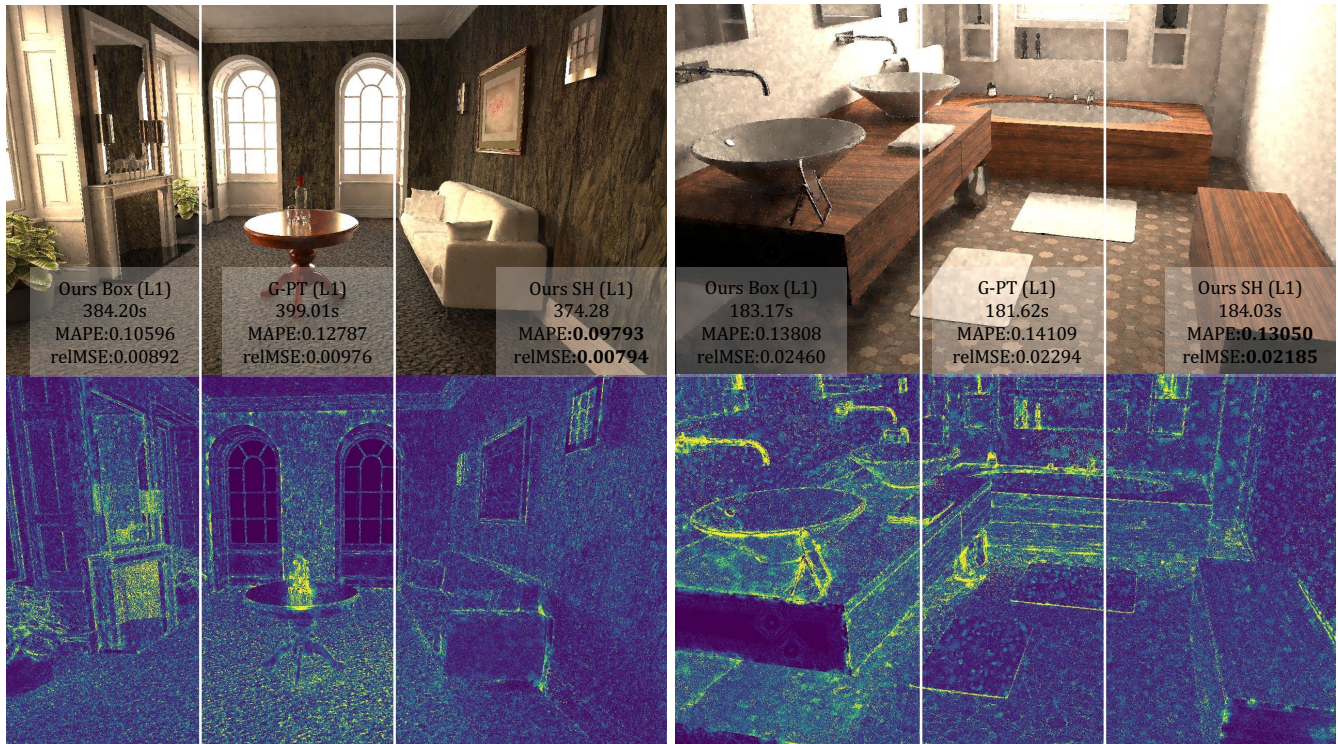 Ours Box (L1)
384.20s
MAPE:0.10596
relMSE:0.00892
G-PT (L1)
399.01s
MAPE:0.12787
relMSE:0.00976
Ours SH (L1)
374.28
MAPE:0.09793
relMSE:0.00794
Ours Box (L1)
183.17s
MAPE:0.13808
relMSE:0.02460
G-PT (L1)
181.62s
MAPE:0.14109
relMSE:0.02294
Ours SH (L1)
184.03s
MAPE:0.13050
relMSE:0.02185